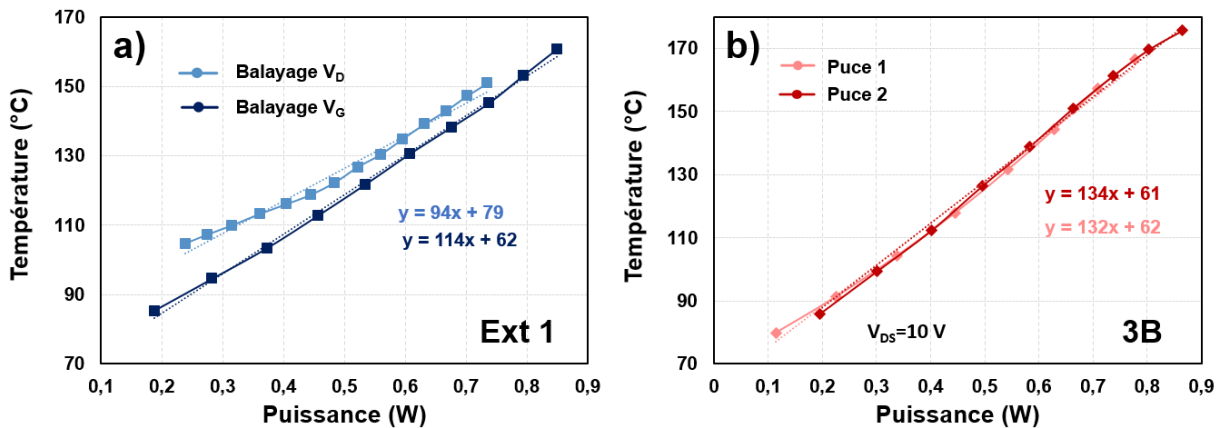 a)
Balayage V_D
Balayage V_G
y = 94x + 79
y = 114x + 62
Ext 1
Température (°C)
170
150
130
110
90
70
0,1 0,2 0,3 0,4 0,5 0,6 0,7 0,8 0,9
Puissance (W)
b)
Puce 1
Puce 2
y = 134x + 61
y = 132x + 62
V_DS=10 V
3B
Température (°C)
170
150
130
110
90
70
0 0,1 0,2 0,3 0,4 0,5 0,6 0,7 0,8 0,9
Puissance (W)